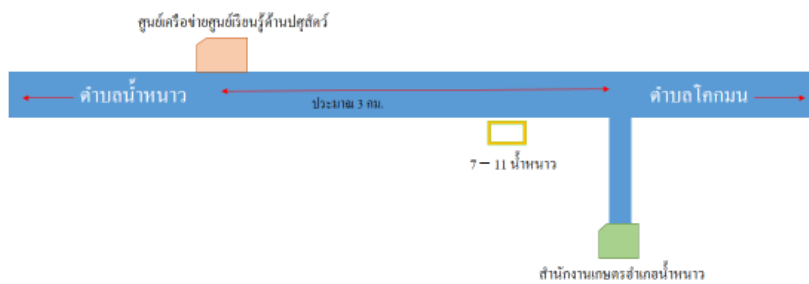 ศูนย์เครือข่ายศูนย์เรียนรู้ด้านปศุสัตว์
ตำบลน้ำหนาว
ประมาณ 3 กม.
ตำบลโคกมน
7 – 11 น้ำหนาว
สำนักงานเกษตรอำเภอน้ำหนาว